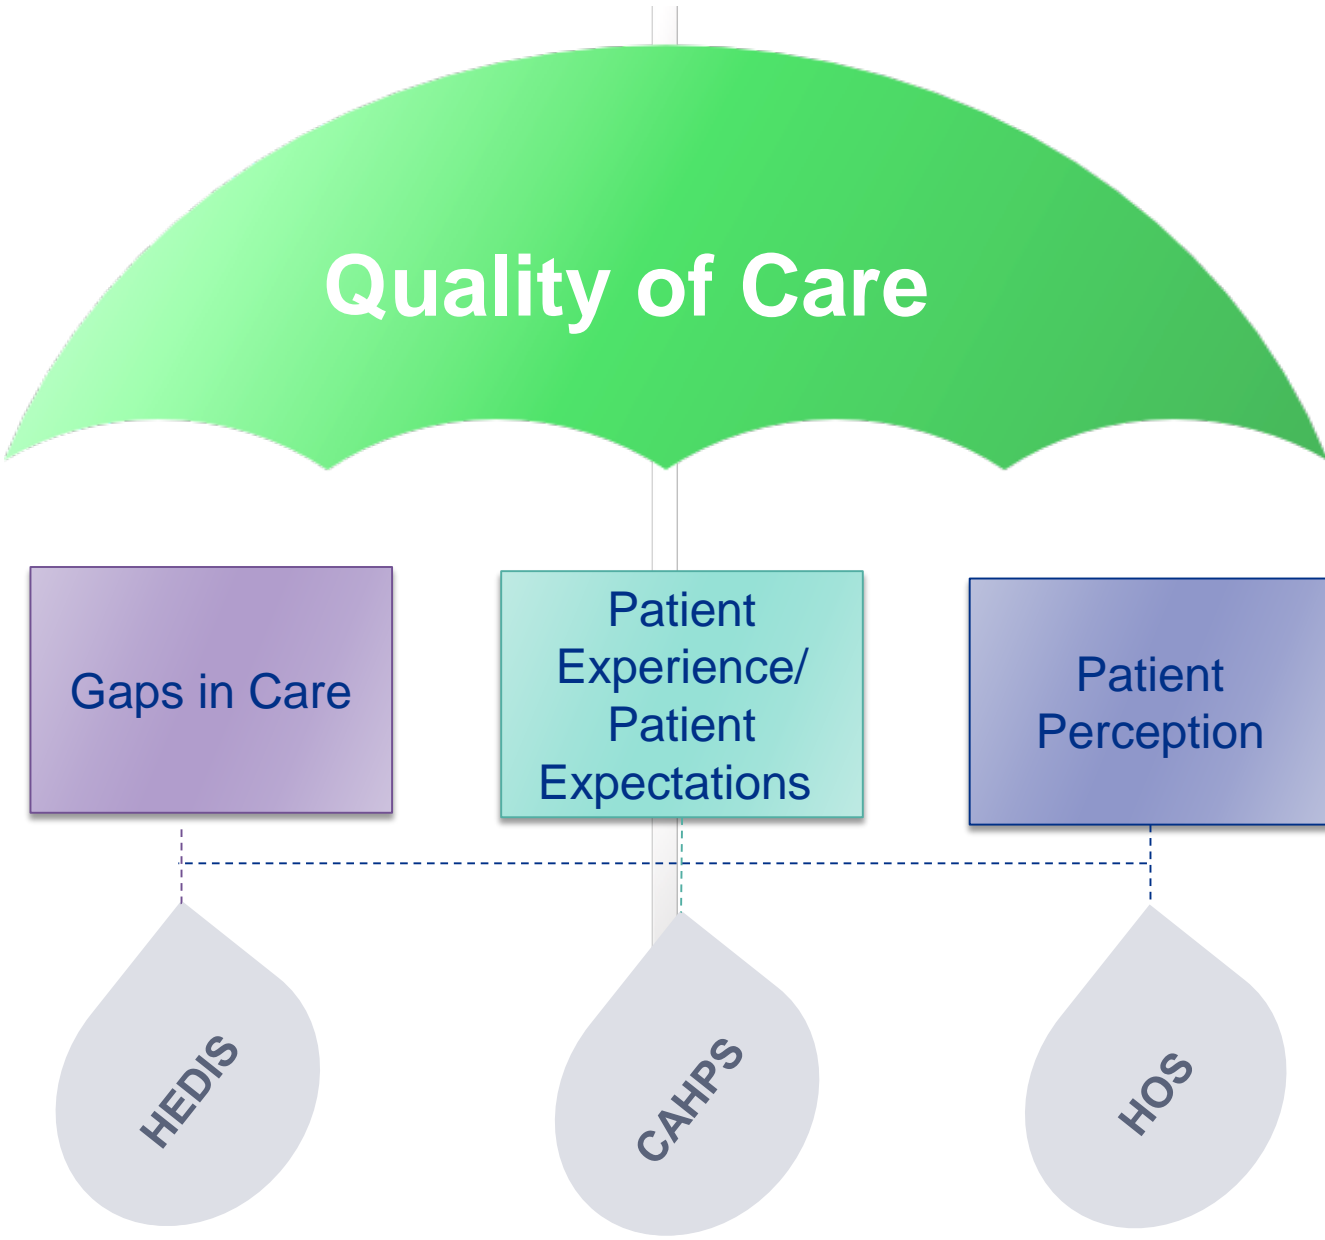 Quality of Care
Gaps in Care
Patient
Experience/
Patient
Expectations
Patient
Perception
HEDIS
CAHPS
HOS